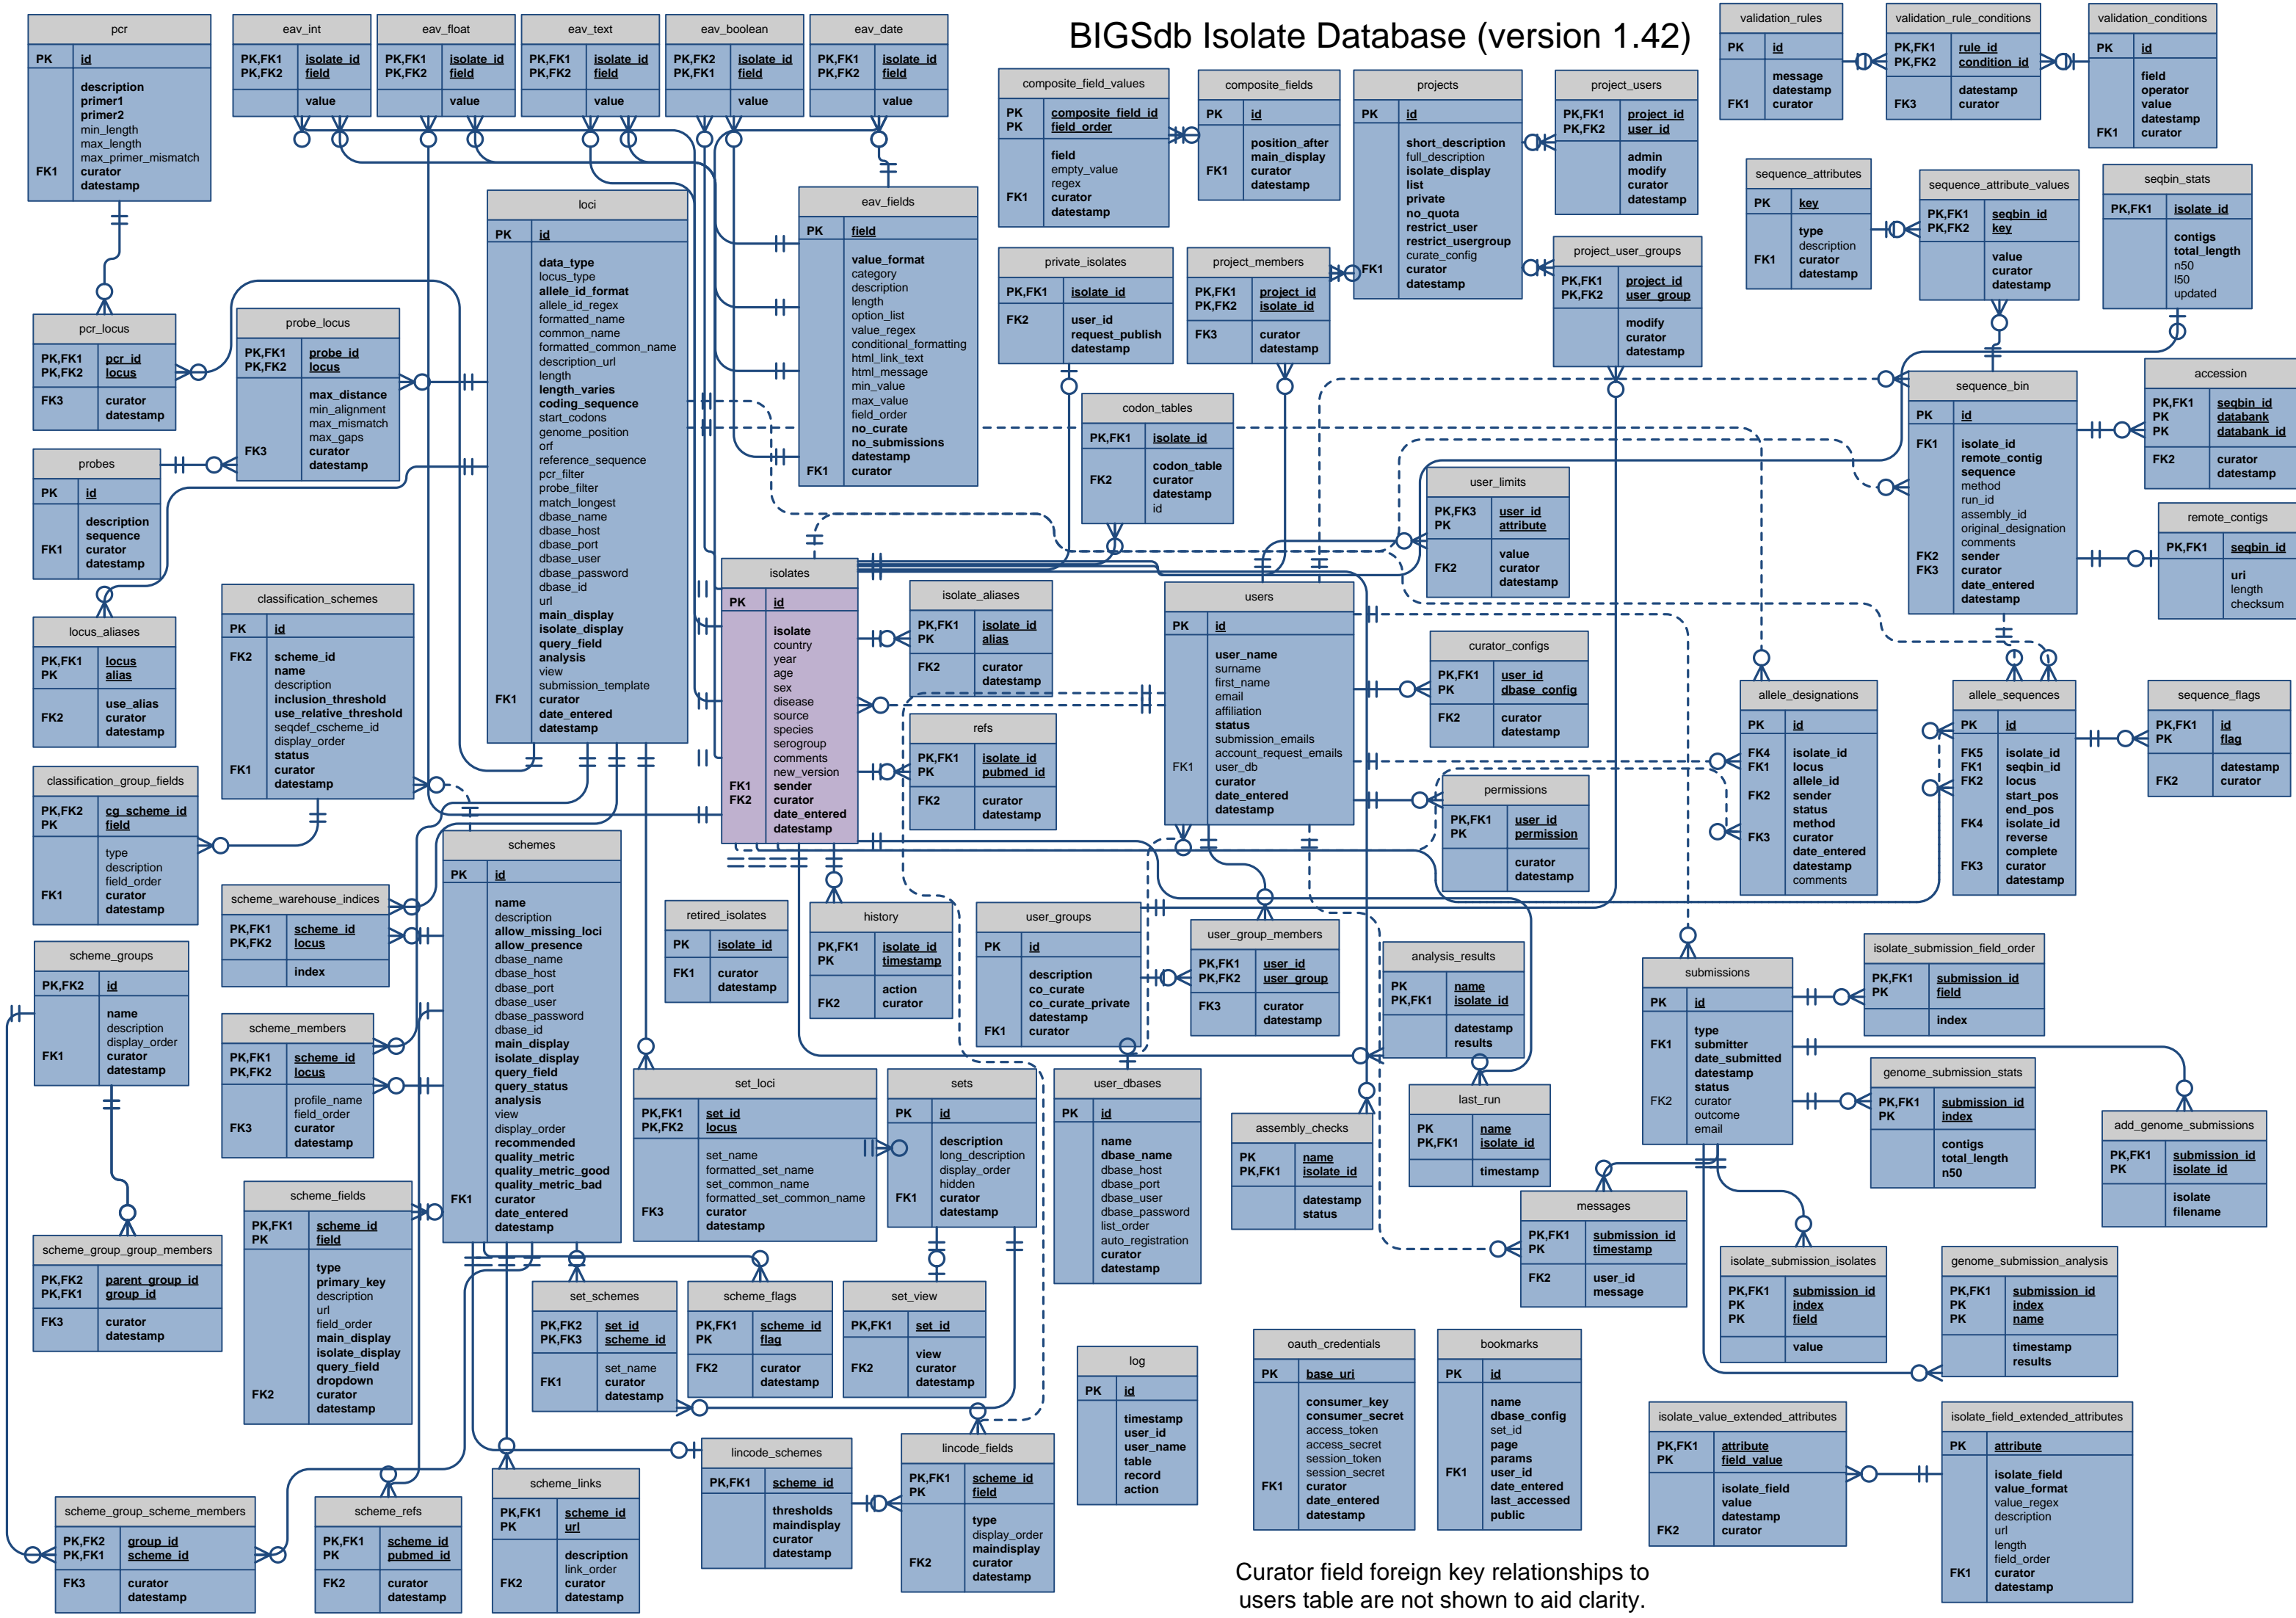 BIGSdb Isolate Database (version 1.42)
pcr
PK id
description
primer1
primer2
min_length
max_length
max_primer_mismatch
FK1 curator
datestamp
eav_int
PK,FK1 isolate_id
PK,FK2 field
value
eav_float
PK,FK1 isolate_id
PK,FK2 field
value
eav_text
PK,FK1 isolate_id
PK,FK2 field
value
eav_boolean
PK,FK2 isolate_id
PK,FK1 field
value
eav_date
PK,FK1 isolate_id
PK,FK2 field
value
composite_field_values
PK composite_field_id
PK field_order
field
empty_value
regex
FK1 curator
datestamp
composite_fields
PK id
position_after
main_display
FK1 curator
datestamp
projects
PK id
short_description
full_description
isolate_display
list
private
no_quota
restrict_user
restrict_usergroup
curate_config
FK1 curator
datestamp
project_users
PK,FK1 project_id
PK,FK2 user_id
admin
modify
curator
datestamp
validation_rules
PK id
message
datestamp
FK1 curator
validation_rule_conditions
PK,FK1 rule_id
PK,FK2 condition_id
datestamp
FK3 curator
validation_conditions
PK id
field
operator
value
datestamp
FK1 curator
sequence_attributes
PK key
type
description
FK1 curator
datestamp
sequence_attribute_values
PK,FK1 seqbin_id
PK,FK2 key
value
curator
datestamp
seqbin_stats
PK,FK1 isolate_id
contigs
total_length
n50
l50
updated
loci
PK id
data_type
locus_type
allele_id_format
allele_id_regex
formatted_name
common_name
formatted_common_name
description_url
length
length_varies
coding_sequence
start_codons
genome_position
orf
reference_sequence
pcr_filter
probe_filter
match_longest
dbase_name
dbase_host
dbase_port
dbase_user
dbase_password
dbase_id
url
main_display
isolate_display
query_field
analysis
view
submission_template
FK1 curator
date_entered
datestamp
eav_fields
PK field
value_format
category
description
length
option_list
value_regex
conditional_formatting
html_link_text
html_message
min_value
max_value
field_order
no_curate
no_submissions
datestamp
FK1 curator
private_isolates
PK,FK1 isolate_id
FK2 user_id
request_publish
datestamp
project_members
PK,FK1 project_id
PK,FK2 isolate_id
FK3 curator
datestamp
project_user_groups
PK,FK1 project_id
PK,FK2 user_group
modify
curator
datestamp
pcr_locus
PK,FK1 pcr_id
PK,FK2 locus
FK3 curator
datestamp
probe_locus
PK,FK1 probe_id
PK,FK2 locus
max_distance
min_alignment
max_mismatch
max_gaps
FK3 curator
datestamp
probes
PK id
description
sequence
FK1 curator
datestamp
codon_tables
PK,FK1 isolate_id
codon_table
FK2 curator
datestamp
id
user_limits
PK,FK3 user_id
PK attribute
value
FK2 curator
datestamp
sequence_bin
PK id
FK1 isolate_id
remote_contig
sequence
method
run_id
assembly_id
original_designation
comments
FK2 sender
FK3 curator
date_entered
datestamp
accession
PK,FK1 seqbin_id
PK databank
PK databank_id
FK2 curator
datestamp
remote_contigs
PK,FK1 seqbin_id
uri
length
checksum
locus_aliases
PK,FK1 locus
PK alias
use_alias
FK2 curator
datestamp
classification_schemes
PK id
FK2 scheme_id
name
description
inclusion_threshold
use_relative_threshold
seqdef_cscheme_id
display_order
status
FK1 curator
datestamp
isolates
PK id
isolate
country
year
age
sex
disease
source
species
serogroup
comments
new_version
FK1 sender
FK2 curator
date_entered
datestamp
isolate_aliases
PK,FK1 isolate_id
PK alias
FK2 curator
datestamp
refs
PK,FK1 isolate_id
PK pubmed_id
FK2 curator
datestamp
users
PK id
user_name
surname
first_name
email
affiliation
status
submission_emails
account_request_emails
FK1 user_db
curator
date_entered
datestamp
curator_configs
PK,FK1 user_id
PK dbase_config
FK2 curator
datestamp
permissions
PK,FK1 user_id
PK permission
curator
datestamp
allele_designations
PK id
FK4 isolate_id
FK1 locus
allele_id
FK2 sender
status
method
FK3 curator
date_entered
datestamp
comments
allele_sequences
PK id
FK5 isolate_id
FK1 seqbin_id
FK2 locus
start_pos
end_pos
FK4 isolate_id
reverse
complete
FK3 curator
datestamp
sequence_flags
PK,FK1 id
PK flag
datestamp
FK2 curator
classification_group_fields
PK,FK2 cg_scheme_id
PK field
type
description
field_order
FK1 curator
datestamp
scheme_warehouse_indices
PK,FK1 scheme_id
PK,FK2 locus
index
schemes
PK id
name
description
allow_missing_loci
allow_presence
dbase_name
dbase_host
dbase_port
dbase_user
dbase_password
dbase_id
main_display
isolate_display
query_field
query_status
analysis
view
display_order
recommended
quality_metric
quality_metric_good
quality_metric_bad
FK1 curator
date_entered
datestamp
scheme_groups
PK,FK2 id
name
description
display_order
FK1 curator
datestamp
scheme_members
PK,FK1 scheme_id
PK,FK2 locus
profile_name
field_order
FK3 curator
datestamp
retired_isolates
PK isolate_id
FK1 curator
datestamp
history
PK,FK1 isolate_id
PK timestamp
action
FK2 curator
user_groups
PK id
description
co_curate
co_curate_private
datestamp
FK1 curator
user_group_members
PK,FK1 user_id
PK,FK2 user_group
FK3 curator
datestamp
analysis_results
PK name
PK,FK1 isolate_id
datestamp
results
submissions
PK id
type
FK1 submitter
date_submitted
datestamp
status
FK2 curator
outcome
email
isolate_submission_field_order
PK,FK1 submission_id
PK field
index
genome_submission_stats
PK,FK1 submission_id
PK index
contigs
total_length
n50
add_genome_submissions
PK,FK1 submission_id
PK isolate_id
isolate
filename
set_loci
PK,FK1 set_id
PK,FK2 locus
set_name
formatted_set_name
set_common_name
formatted_set_common_name
FK3 curator
datestamp
sets
PK id
description
long_description
display_order
hidden
FK1 curator
datestamp
user_dbases
PK id
name
dbase_name
dbase_host
dbase_port
dbase_user
dbase_password
list_order
auto_registration
curator
datestamp
assembly_checks
PK name
PK,FK1 isolate_id
datestamp
status
last_run
PK name
PK,FK1 isolate_id
timestamp
messages
PK,FK1 submission_id
PK timestamp
FK2 user_id
message
scheme_fields
PK,FK1 scheme_id
PK field
type
primary_key
description
url
field_order
main_display
isolate_display
query_field
dropdown
FK2 curator
datestamp
scheme_group_group_members
PK,FK2 parent_group_id
PK,FK1 group_id
FK3 curator
datestamp
set_schemes
PK,FK2 set_id
PK,FK3 scheme_id
set_name
FK1 curator
datestamp
scheme_flags
PK,FK1 scheme_id
PK flag
FK2 curator
datestamp
set_view
PK,FK1 set_id
view
FK2 curator
datestamp
isolate_submission_isolates
PK,FK1 submission_id
PK index
PK field
value
genome_submission_analysis
PK,FK1 submission_id
PK index
PK name
timestamp
results
log
PK id
timestamp
user_id
user_name
table
record
action
oauth_credentials
PK base_uri
consumer_key
consumer_secret
access_token
access_secret
session_token
session_secret
FK1 curator
date_entered
datestamp
bookmarks
PK id
name
dbase_config
set_id
page
params
FK1 user_id
date_entered
last_accessed
public
isolate_value_extended_attributes
PK,FK1 attribute
PK field_value
isolate_field
value
datestamp
FK2 curator
isolate_field_extended_attributes
PK attribute
isolate_field
value_format
value_regex
description
url
length
field_order
FK1 curator
datestamp
scheme_group_scheme_members
PK,FK2 group_id
PK,FK1 scheme_id
FK3 curator
datestamp
scheme_refs
PK,FK1 scheme_id
PK pubmed_id
FK2 curator
datestamp
scheme_links
PK,FK1 scheme_id
PK url
description
link_order
FK2 curator
datestamp
lincode_schemes
PK,FK1 scheme_id
thresholds
maindisplay
curator
datestamp
lincode_fields
PK,FK1 scheme_id
PK field
type
display_order
maindisplay
FK2 curator
datestamp
Curator field foreign key relationships to
users table are not shown to aid clarity.